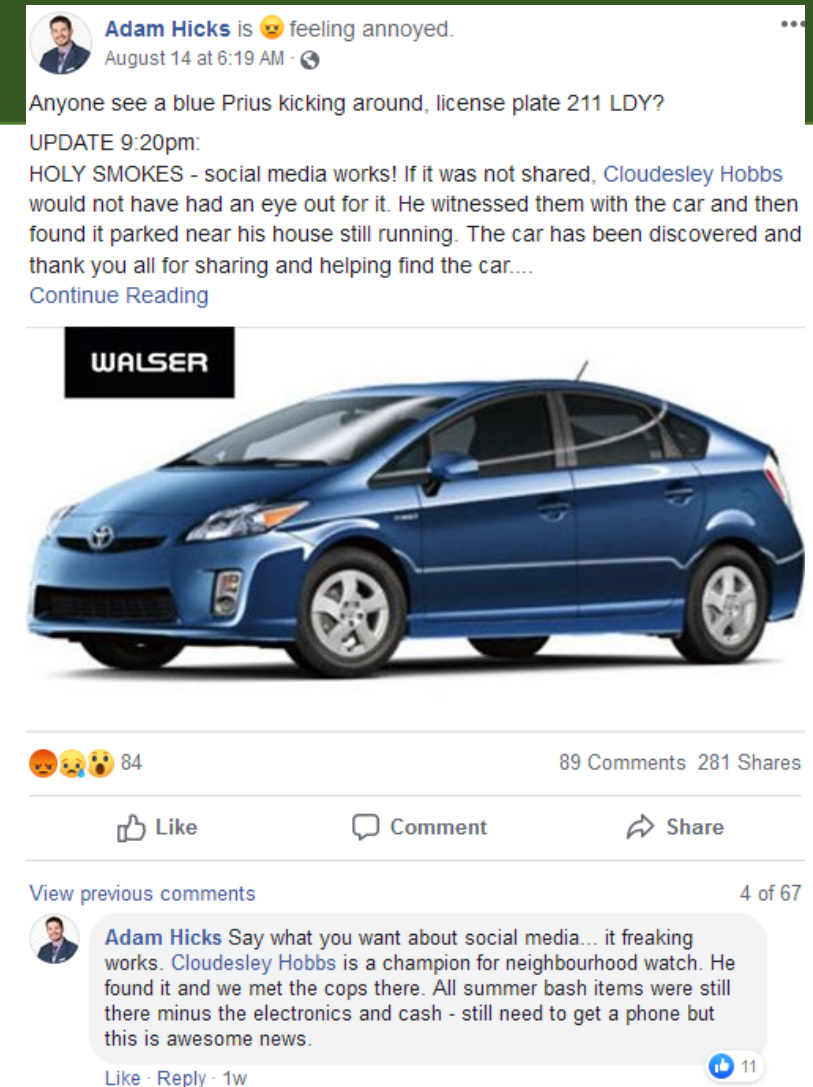 Adam Hicks is feeling annoyed.
August 14 at 6:19 AM ·
Anyone see a blue Prius kicking around, license plate 211 LDY?
UPDATE 9:20pm:
HOLY SMOKES - social media works! If it was not shared, Cloudesley Hobbs
would not have had an eye out for it. He witnessed them with the car and then
found it parked near his house still running. The car has been discovered and
thank you all for sharing and helping find the car....
Continue Reading
WALSER
84
89 Comments 281 Shares
Like
Comment
Share
View previous comments
4 of 67
Adam Hicks Say what you want about social media... it freaking
works. Cloudesley Hobbs is a champion for neighbourhood watch. He
found it and we met the cops there. All summer bash items were still
there minus the electronics and cash - still need to get a phone but
this is awesome news.
11
Like · Reply · 1w